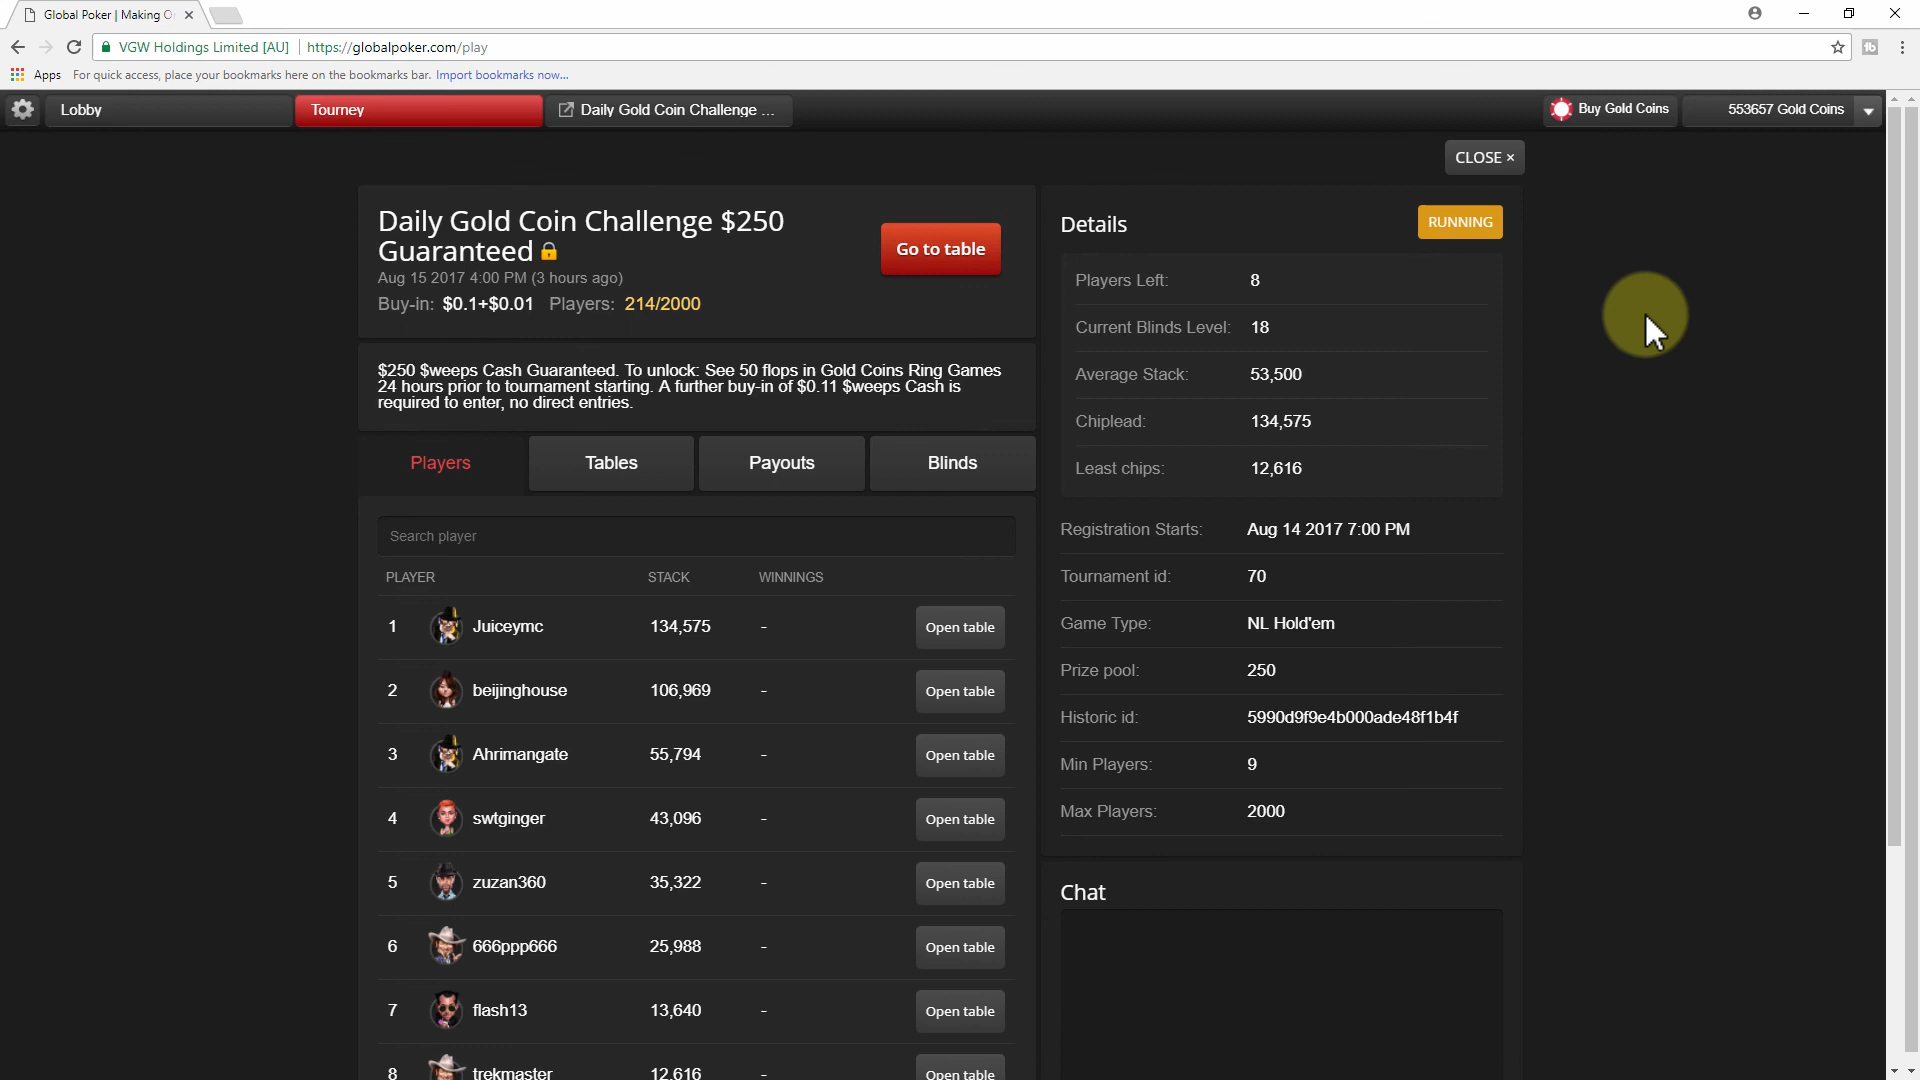 Global Poker | Making O
VGW Holdings Limited [AU] https://globalpoker.com/play
Apps For quick access, place your bookmarks here on the bookmarks bar. Import bookmarks now...
Lobby Tourney Daily Gold Coin Challenge ... Buy Gold Coins 553657 Gold Coins
CLOSE ×
Daily Gold Coin Challenge $250
Guaranteed
Aug 15 2017 4:00 PM (3 hours ago)
Buy-in: $0.1+$0.01 Players: 214/2000
Go to table
$250 $weeps Cash Guaranteed. To unlock: See 50 flops in Gold Coins Ring Games
24 hours prior to tournament starting. A further buy-in of $0.11 $weeps Cash is
required to enter, no direct entries.
Players Tables Payouts Blinds
Search player
PLAYER STACK WINNINGS
1 Juiceymc 134,575 - Open table
2 beijinghouse 106,969 - Open table
3 Ahrimangate 55,794 - Open table
4 swtginger 43,096 - Open table
5 zuzan360 35,322 - Open table
6 666ppp666 25,988 - Open table
7 flash13 13,640 - Open table
8 trekmaster 12,616 - Open table
Details RUNNING
Players Left: 8
Current Blinds Level: 18
Average Stack: 53,500
Chiplead: 134,575
Least chips: 12,616
Registration Starts: Aug 14 2017 7:00 PM
Tournament id: 70
Game Type: NL Hold'em
Prize pool: 250
Historic id: 5990d9f9e4b000ade48f1b4f
Min Players: 9
Max Players: 2000
Chat